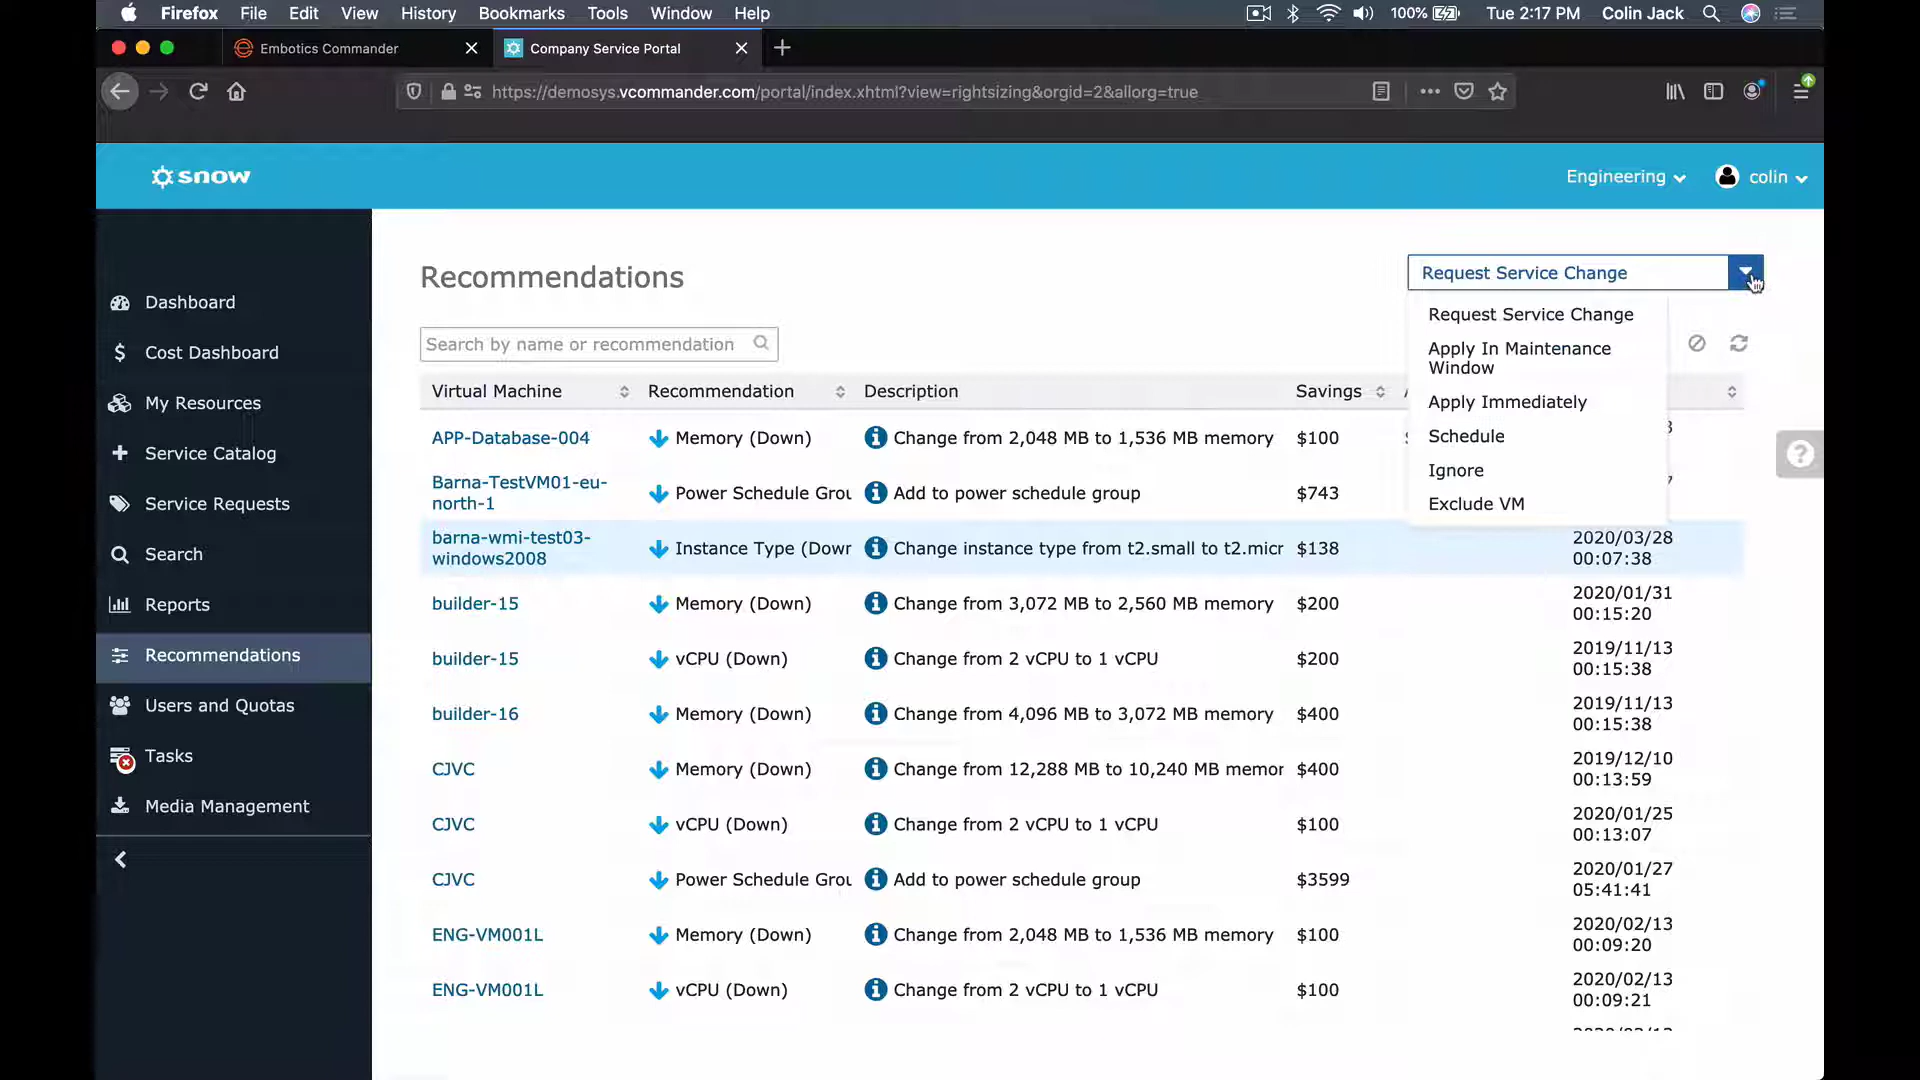 Firefox File Edit View History Bookmarks Tools Window Help 100% Tue 2:17 PM Colin Jack
Embotics Commander Company Service Portal
https://demosys.vcommander.com/portal/index.xhtml?view=rightsizing&orgid=2&allorg=true
snow Engineering colin
Dashboard
Cost Dashboard
My Resources
Service Catalog
Service Requests
Search
Reports
Recommendations
Users and Quotas
Tasks
Media Management
Recommendations
Request Service Change
Request Service Change
Apply In Maintenance
Window
Apply Immediately
Schedule
Ignore
Exclude VM
Search by name or recommendation
Virtual Machine Recommendation Description Savings
APP-Database-004 Memory (Down) Change from 2,048 MB to 1,536 MB memory $100
Barna-TestVM01-eu-
north-1 Power Schedule Grou Add to power schedule group $743
barna-wmi-test03-
windows2008 Instance Type (Down Change instance type from t2.small to t2.micr $138 2020/03/28
00:07:38
builder-15 Memory (Down) Change from 3,072 MB to 2,560 MB memory $200 2020/01/31
00:15:20
builder-15 vCPU (Down) Change from 2 vCPU to 1 vCPU $200 2019/11/13
00:15:38
builder-16 Memory (Down) Change from 4,096 MB to 3,072 MB memory $400 2019/11/13
00:15:38
CJVC Memory (Down) Change from 12,288 MB to 10,240 MB memor $400 2019/12/10
00:13:59
CJVC vCPU (Down) Change from 2 vCPU to 1 vCPU $100 2020/01/25
00:13:07
CJVC Power Schedule Grou Add to power schedule group $3599 2020/01/27
05:41:41
ENG-VM001L Memory (Down) Change from 2,048 MB to 1,536 MB memory $100 2020/02/13
00:09:20
ENG-VM001L vCPU (Down) Change from 2 vCPU to 1 vCPU $100 2020/02/13
00:09:21